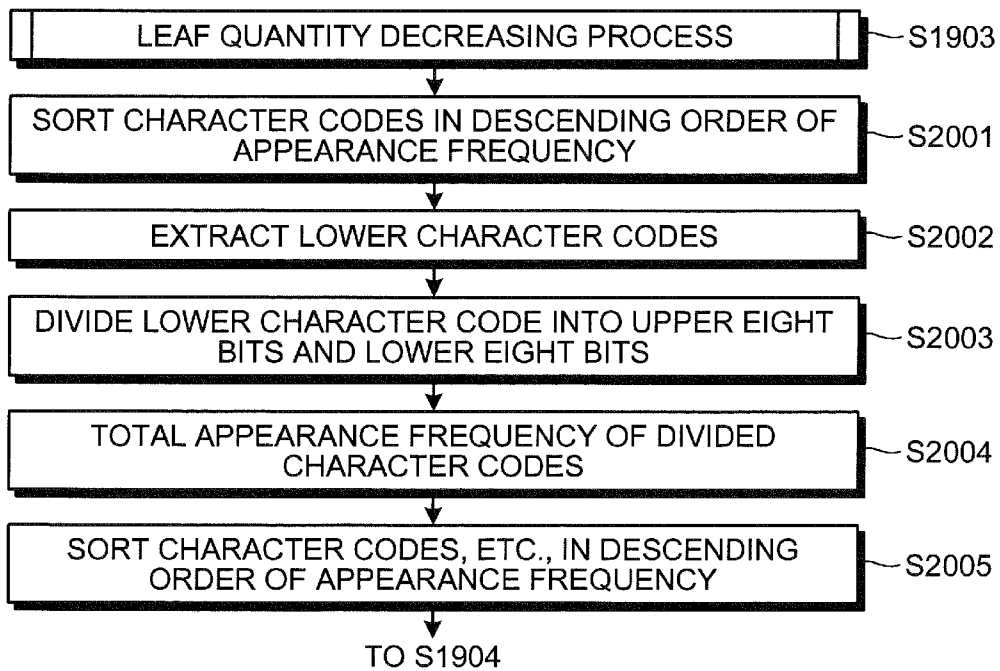 LEAF QUANTITY DECREASING PROCESS
S1903
SORT CHARACTER CODES IN DESCENDING ORDER OF
APPEARANCE FREQUENCY
S2001
EXTRACT LOWER CHARACTER CODES
S2002
DIVIDE LOWER CHARACTER CODE INTO UPPER EIGHT
BITS AND LOWER EIGHT BITS
S2003
TOTAL APPEARANCE FREQUENCY OF DIVIDED
CHARACTER CODES
S2004
SORT CHARACTER CODES, ETC., IN DESCENDING
ORDER OF APPEARANCE FREQUENCY
S2005
TO S1904